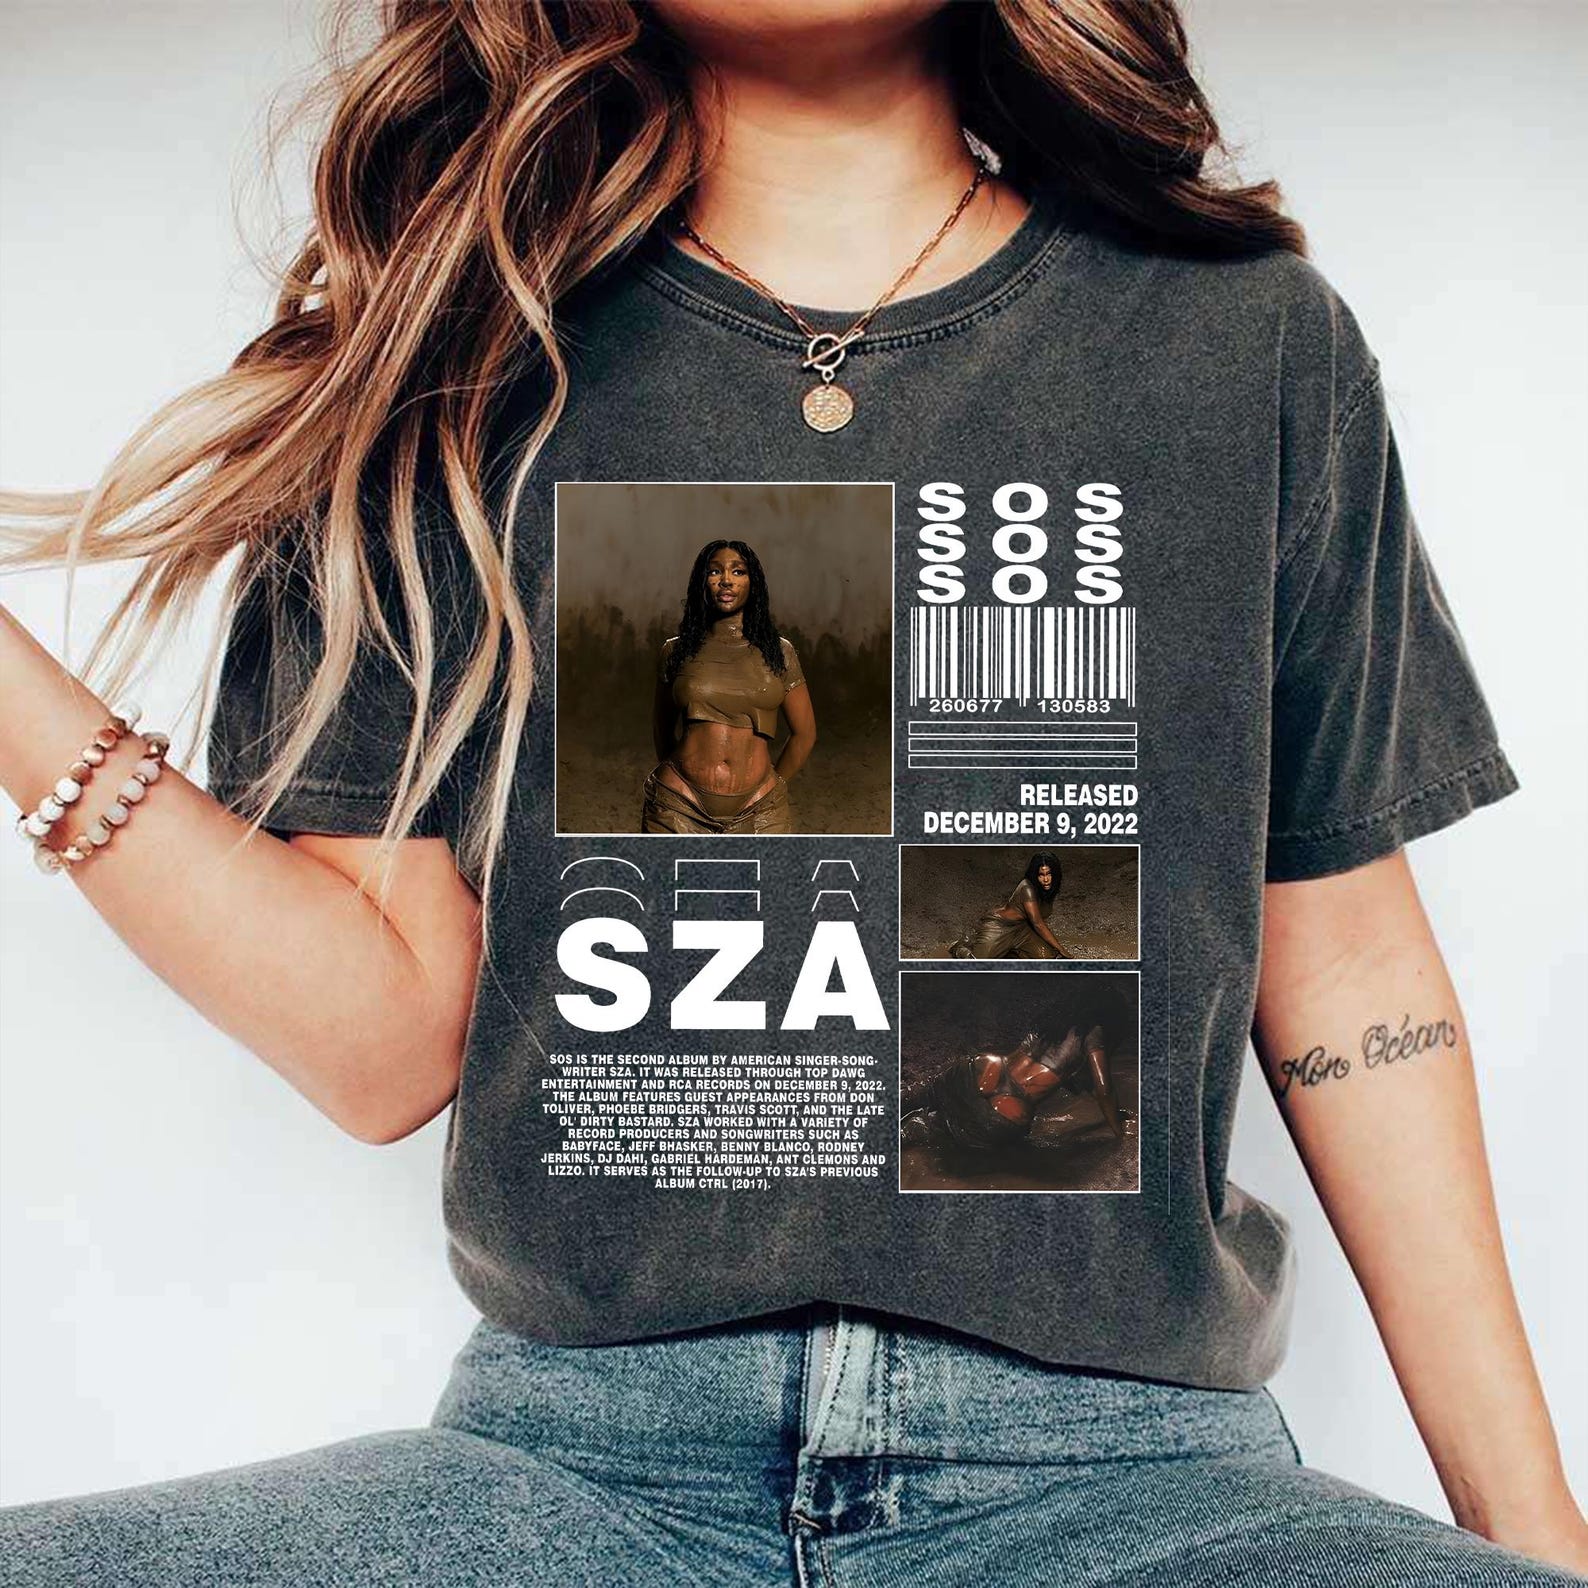 S O S
S O S
S O S
260677 130583
RELEASED
DECEMBER 9, 2022
SZA
SOS IS THE SECOND ALBUM BY AMERICAN SINGER-SONG-
WRITER SZA. IT WAS RELEASED THROUGH TOP DAWG
ENTERTAINMENT AND RCA RECORDS ON DECEMBER 9, 2022.
THE ALBUM FEATURES GUEST APPEARANCES FROM DON
TOLIVER, PHOEBE BRIDGERS, TRAVIS SCOTT, AND THE LATE
OL' DIRTY BASTARD. SZA WORKED WITH A VARIETY OF
RECORD PRODUCERS AND SONGWRITERS SUCH AS
BABYFACE, JEFF BHASKER, BENNY BLANCO, RODNEY
JERKINS, DJ DAHI, GABRIEL HARDEMAN, ANT CLEMONS AND
LIZZO. IT SERVES AS THE FOLLOW-UP TO SZA'S PREVIOUS
ALBUM CTRL (2017).
Mon Océan